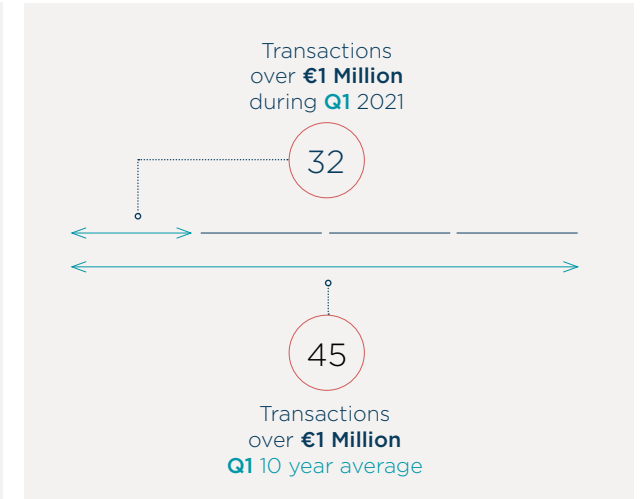 Transactions
over €1 Million
during Q1 2021
32
45
Transactions
over €1 Million
Q1 10 year average